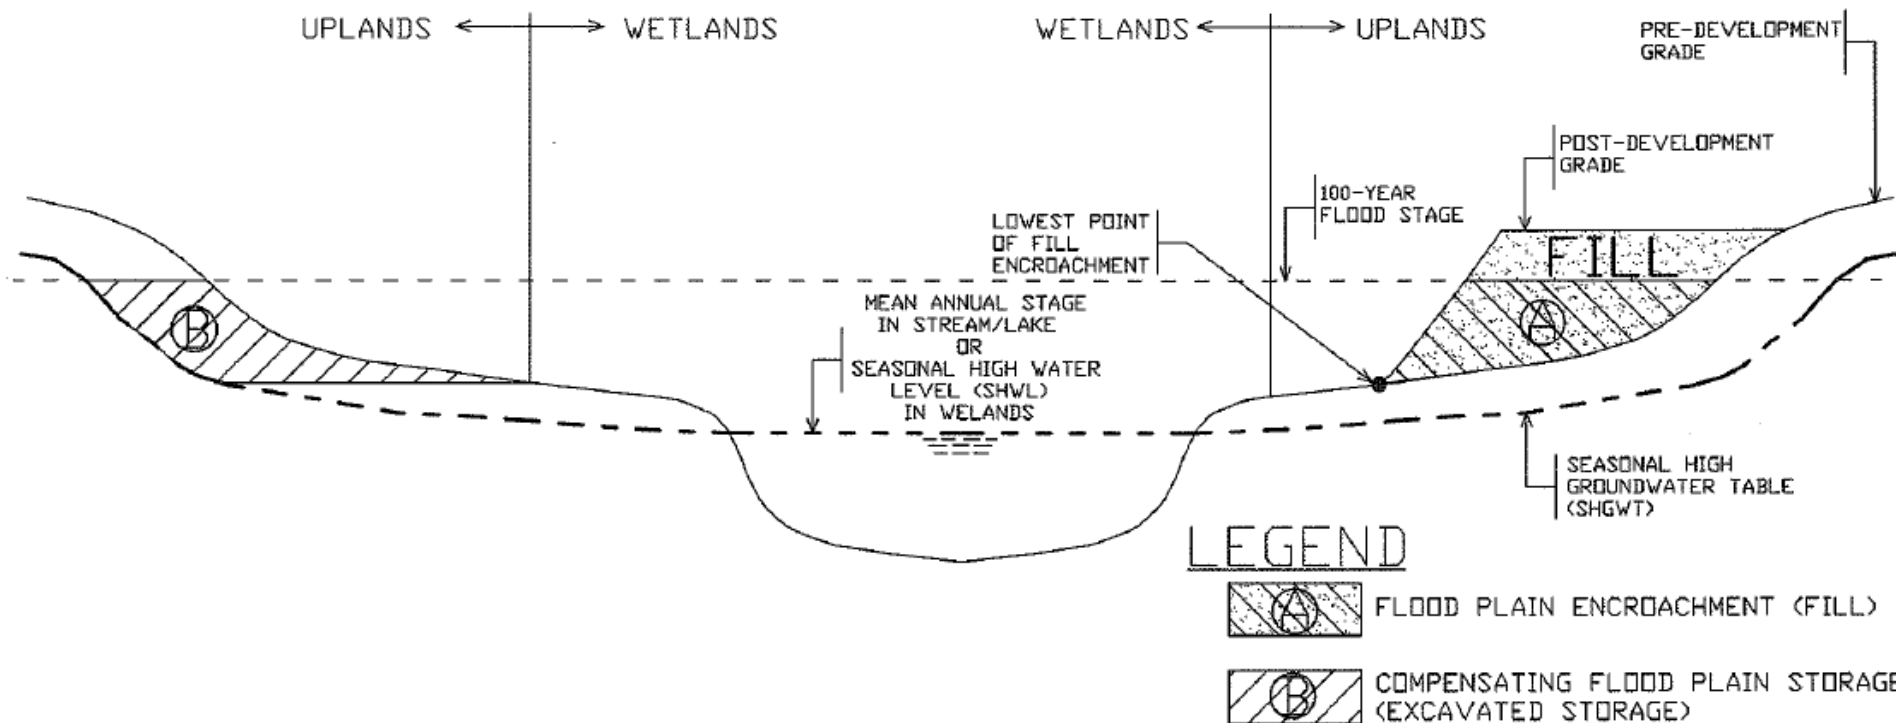 UPLANDS
WETLANDS
WETLANDS
UPLANDS
PRE-DEVELOPMENT
GRADE
POST-DEVELOPMENT
GRADE
100-YEAR
FLOOD STAGE
LOWEST POINT
OF FILL
ENCROACHMENT
FILL
MEAN ANNUAL STAGE
IN STREAM/LAKE
OR
SEASONAL HIGH WATER
LEVEL (SHWL)
IN WELANDS
B
A
SEASONAL HIGH
GROUNDWATER TABLE
(SHGWT)
LEGEND
A FLOOD PLAIN ENCROACHMENT (FILL)
B COMPENSATING FLOOD PLAIN STORAGE
(EXCAVATED STORAGE)